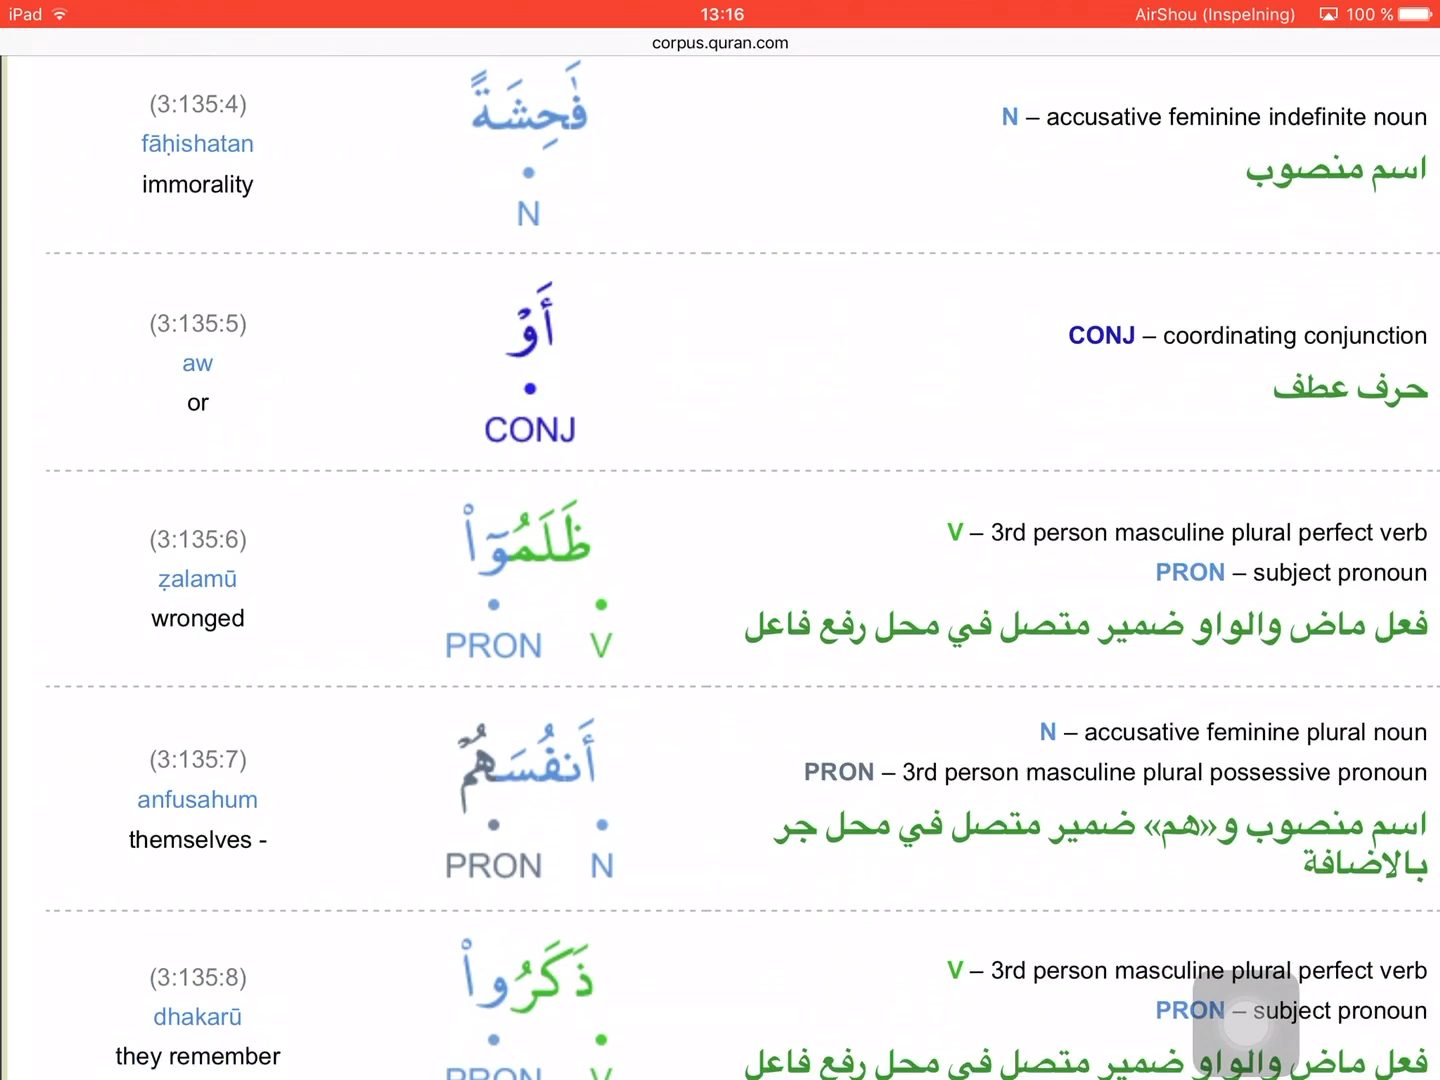 iPad 13:16 AirShou (Inspelning) 100 %
corpus.quran.com
(3:135:4)
fāḥishatan
immorality
فَٰحِشَةً
N
N – accusative feminine indefinite noun
اسم منصوب
(3:135:5)
aw
or
أَوْ
CONJ
CONJ – coordinating conjunction
حرف عطف
(3:135:6)
ẓalamū
wronged
ظَلَمُوٓا۟
PRON V
V – 3rd person masculine plural perfect verb
PRON – subject pronoun
فعل ماض والواو ضمير متصل في محل رفع فاعل
(3:135:7)
anfusahum
themselves -
أَنفُسَهُمْ
PRON N
N – accusative feminine plural noun
PRON – 3rd person masculine plural possessive pronoun
اسم منصوب و«هم» ضمير متصل في محل جر
بالاضافة
(3:135:8)
dhakarū
they remember
ذَكَرُوا۟
PRON V
V – 3rd person masculine plural perfect verb
PRON – subject pronoun
فعل ماض والواو ضمير متصل في محل رفع فاعل